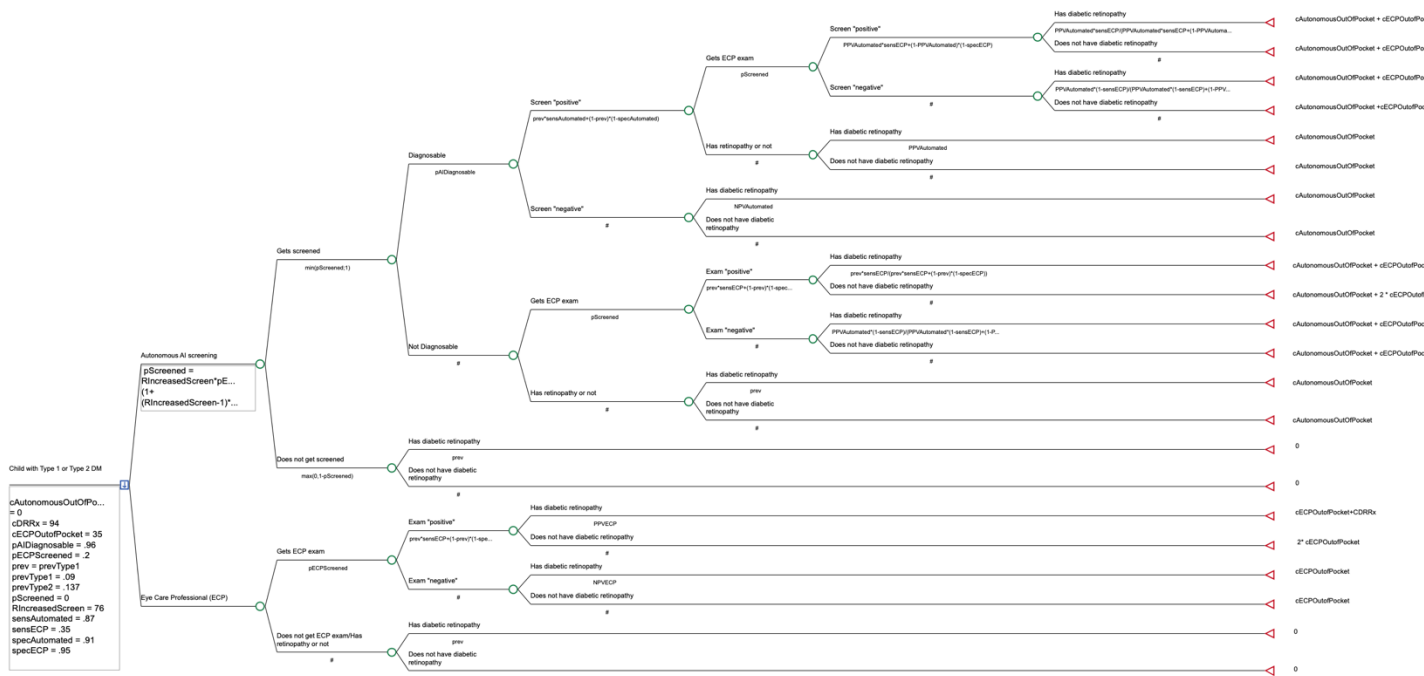 Has diabetic retinopathy
cAutonomousOutOfPocket + cECPOutofPo
Screen "positive"
PPVAutomated*sensECP/(PPVAutomated*sensECP+(1-PPVAutoma...
PPVAutomated*sensECP+(1-PPVAutomated)*(1-specECP)
Does not have diabetic retinopathy
cAutonomousOutOfPocket + cECPOutofPo
#
Gets ECP exam
pScreened
Has diabetic retinopathy
cAutonomousOutOfPocket + cECPOutofPo
Screen "negative"
PPVAutomated*(1-sensECP)/(PPVAutomated*(1-sensECP)+(1-PPV...
#
Does not have diabetic retinopathy
cAutonomousOutOfPocket +cECPOutofPoc
#
Screen "positive"
prev*sensAutomated+(1-prev)*(1-specAutomated)
Has diabetic retinopathy
cAutonomousOutOfPocket
Has retinopathy or not
PPVAutomated
#
Does not have diabetic retinopathy
cAutonomousOutOfPocket
#
Diagnosable
pAIDiagnosable
Has diabetic retinopathy
cAutonomousOutOfPocket
Screen "negative"
NPVAutomated
#
Does not have diabetic
retinopathy
cAutonomousOutOfPocket
#
Gets screened
min(pScreened;1)
Has diabetic retinopathy
cAutonomousOutOfPocket + cECPOutofPoc
Exam "positive"
prev*sensECP/(prev*sensECP+(1-prev)*(1-specECP))
prev*sensECP+(1-prev)*(1-spec...
Does not have diabetic retinopathy
cAutonomousOutOfPocket + 2 * cECPOutofF
#
Gets ECP exam
pScreened
Has diabetic retinopathy
cAutonomousOutOfPocket + cECPOutofPoc
Exam "negative"
PPVAutomated*(1-sensECP)/(PPVAutomated*(1-sensECP)+(1-P...
#
Does not have diabetic retinopathy
cAutonomousOutOfPocket + cECPOutofPoc
#
Not Diagnosable
#
Has diabetic retinopathy
cAutonomousOutOfPocket
Has retinopathy or not
prev
#
Does not have diabetic
retinopathy
cAutonomousOutOfPocket
#
Autonomous AI screening
pScreened =
RIncreasedScreen*pE...
(1+
(RIncreasedScreen-1)*...
Has diabetic retinopathy
0
Does not get screened
prev
max(0,1-pScreened)
Does not have diabetic
retinopathy
0
#
Child with Type 1 or Type 2 DM
cAutonomousOutOfPo...
= 0
cDRRx = 94
cECPOutofPocket = 35
pAIDiagnosable = .96
pECPScreened = .2
prev = prevType1
prevType1 = .09
prevType2 = .137
pScreened = 0
RIncreasedScreen = 76
sensAutomated = .87
sensECP = .35
specAutomated = .91
specECP = .95
Has diabetic retinopathy
cECPOutofPocket+CDRRx
Exam "positive"
PPVECP
prev*sensECP+(1-prev)*(1-spe...
Does not have diabetic retinopathy
2* cECPOutofPocket
#
Gets ECP exam
pECPScreened
Has diabetic retinopathy
cECPOutofPocket
Exam "negative"
NPVECP
#
Does not have diabetic retinopathy
cECPOutofPocket
#
Eye Care Professional (ECP)
Has diabetic retinopathy
0
Does not get ECP exam/Has
retinopathy or not
prev
#
Does not have diabetic
retinopathy
0